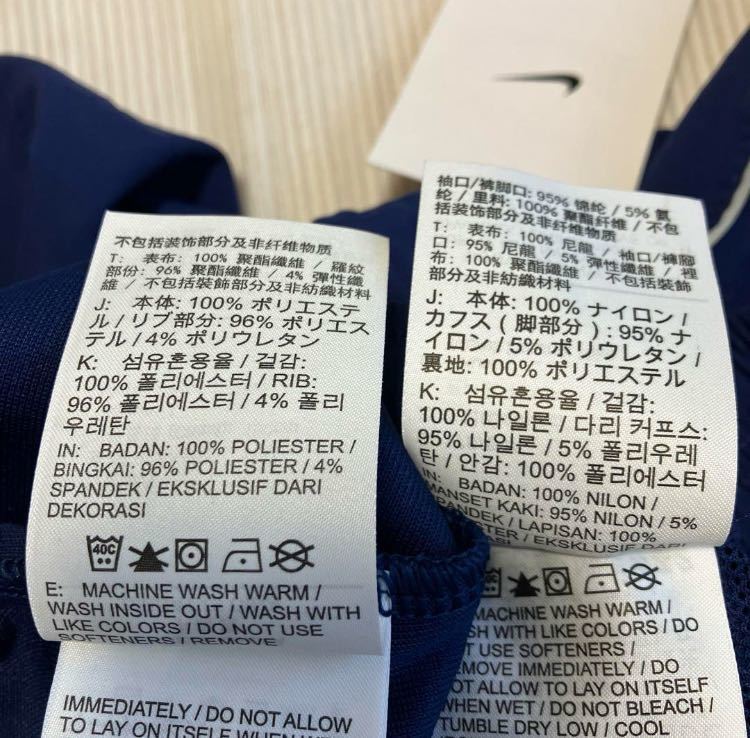 不包括装饰部分及非纤维物质
T: 表布: 100% 聚酯纖維 / 羅紋
部份: 96% 聚酯纖維 / 4% 彈性纖
維 / 不包括裝飾部分及非紡織材料
J: 本体: 100% ポリエステ
ル / リブ部分: 96% ポリエス
テル / 4% ポリウレタン
K: 섬유혼용율 / 겉감:
100% 폴리에스터 / RIB:
96% 폴리에스터 / 4% 폴리
우레탄
IN: BADAN: 100% POLIESTER /
BINGKAI: 96% POLIESTER / 4%
SPANDEK / EKSKLUSIF DARI
DEKORASI
40C
E: MACHINE WASH WARM /
WASH INSIDE OUT / WASH WITH
LIKE COLORS / DO NOT USE
SOFTENERS / REMOVE
IMMEDIATELY / DO NOT ALLOW
TO LAY ON ITSELF WHEN WET
袖口/裤脚口: 95% 锦纶 / 5% 氨
纶 / 里料: 100% 聚酯纤维 / 不包
括装饰部分及非纤维物质
T: 表布: 100% 尼龍 / 袖口/褲腳
口: 95% 尼龍 / 5% 彈性纖維 / 裡
布: 100% 聚酯纖維 / 不包括裝飾
部分及非紡織材料
J: 本体: 100% ナイロン /
カフス ( 脚部分 ): 95% ナ
イロン / 5% ポリウレタン /
裏地: 100% ポリエステル
K: 섬유혼용율 / 겉감:
100% 나일론 / 다리 커프스:
95% 나일론 / 5% 폴리우레
탄 / 안감: 100% 폴리에스터
IN: BADAN: 100% NILON /
MANSET KAKI: 95% NILON / 5%
SPANDEK / LAPISAN: 100%
POLIESTER / EKSKLUSIF DARI
MACHINE WASH WARM /
WASH WITH LIKE COLORS / DO
NOT USE SOFTENERS /
REMOVE IMMEDIATELY / DO
NOT ALLOW TO LAY ON ITSELF
WHEN WET / DO NOT BLEACH /
TUMBLE DRY LOW / COOL